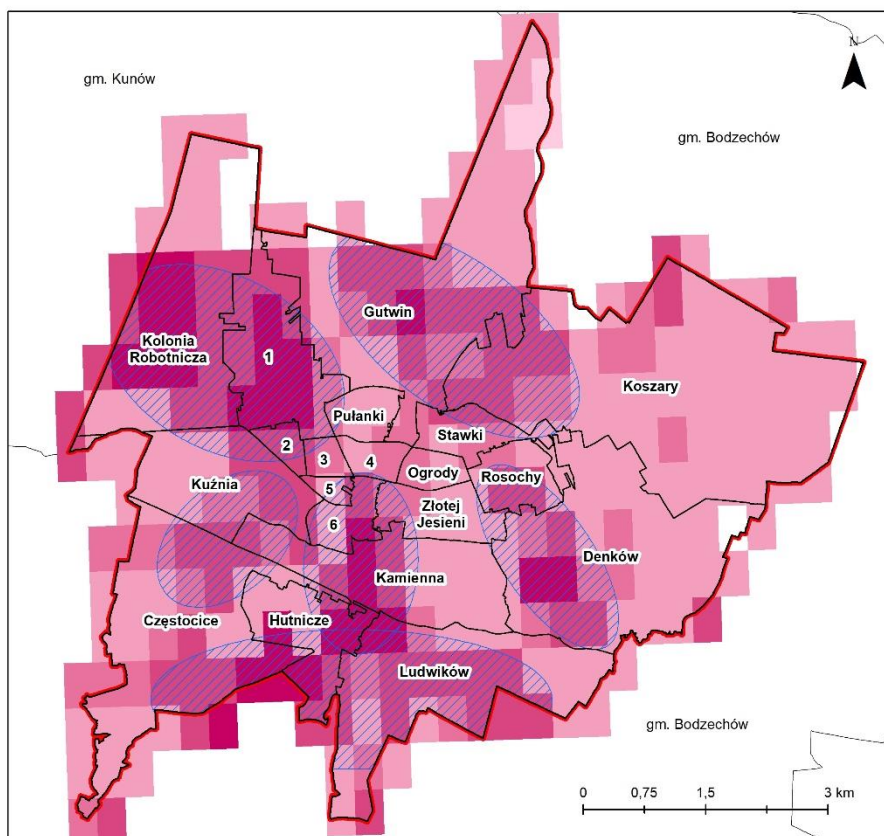 N
gm. Kunów
gm. Bodzechów
Gutwin
Kolonia
Robotnicza
1
Koszary
Pułanki
Stawki
2
3
4
Ogrody
Rosochy
Kuźnia
5
Złotej
Jesieni
6
Denków
Kamienna
Częstocice
Hutnicze
Ludwików
gm. Bodzechów
0 0,75 1,5 3 km